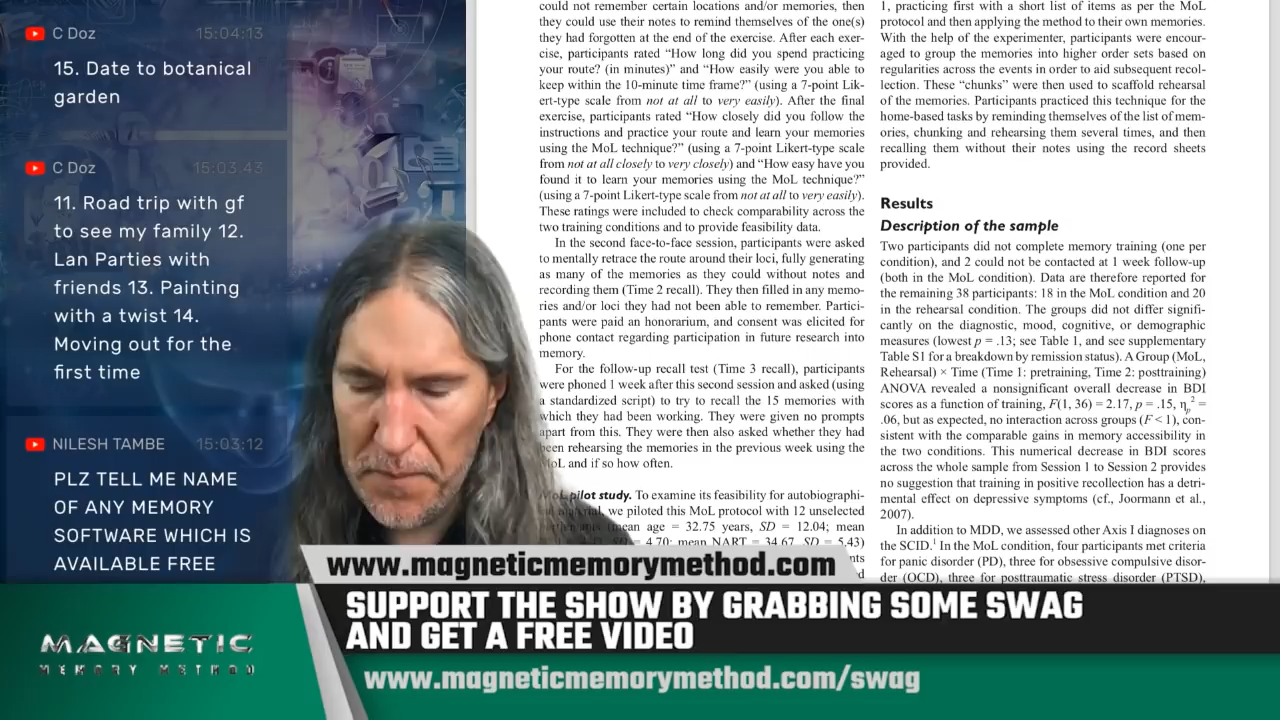 C Doz 15:04:13
15. Date to botanical
garden
C Doz 15:03:43
11. Road trip with gf
to see my family 12.
Lan Parties with
friends 13. Painting
with a twist 14.
Moving out for the
first time
NILESH TAMBE 15:03:12
PLZ TELL ME NAME
OF ANY MEMORY
SOFTWARE WHICH IS
AVAILABLE FREE
could not remember certain locations and/or memories, then
they could use their notes to remind themselves of the one(s)
they had forgotten at the end of the exercise. After each exer-
cise, participants rated “How long did you spend practicing
your route? (in minutes)” and “How easily were you able to
keep within the 10-minute time frame?” (using a 7-point Lik-
ert-type scale from not at all to very easily). After the final
exercise, participants rated “How closely did you follow the
instructions and practice your route and learn your memories
using the MoL technique?” (using a 7-point Likert-type scale
from not at all closely to very closely) and “How easy have you
found it to learn your memories using the MoL technique?”
(using a 7-point Likert-type scale from not at all to very easily).
These ratings were included to check comparability across the
two training conditions and to provide feasibility data.
In the second face-to-face session, participants were asked
to mentally retrace the route around their loci, fully generating
as many of the memories as they could without notes and
recording them (Time 2 recall). They then filled in any memo-
ries and/or loci they had not been able to remember. Partici-
pants were paid an honorarium, and consent was elicited for
phone contact regarding participation in future research into
memory.
For the follow-up recall test (Time 3 recall), participants
were phoned 1 week after this second session and asked (using
a standardized script) to try to recall the 15 memories with
which they had been working. They were given no prompts
apart from this. They were then also asked whether they had
been rehearsing the memories in the previous week using the
MoL and if so how often.
MoL pilot study. To examine its feasibility for autobiographi-
material, we piloted this MoL protocol with 12 unselected
(mean age = 32.75 years, SD = 12.04; mean
SD = 4.70; mean NART = 34.67, SD = 5.43)
1, practicing first with a short list of items as per the MoL
protocol and then applying the method to their own memories.
With the help of the experimenter, participants were encour-
aged to group the memories into higher order sets based on
regularities across the events in order to aid subsequent recol-
lection. These “chunks” were then used to scaffold rehearsal
of the memories. Participants practiced this technique for the
home-based tasks by reminding themselves of the list of mem-
ories, chunking and rehearsing them several times, and then
recalling them without their notes using the record sheets
provided.
Results
Description of the sample
Two participants did not complete memory training (one per
condition), and 2 could not be contacted at 1 week follow-up
(both in the MoL condition). Data are therefore reported for
the remaining 38 participants: 18 in the MoL condition and 20
in the rehearsal condition. The groups did not differ signifi-
cantly on the diagnostic, mood, cognitive, or demographic
measures (lowest p = .13; see Table 1, and see supplementary
Table S1 for a breakdown by remission status). A Group (MoL,
Rehearsal) × Time (Time 1: pretraining, Time 2: posttraining)
ANOVA revealed a nonsignificant overall decrease in BDI
scores as a function of training, F(1, 36) = 2.17, p = .15, ηp2 =
.06, but as expected, no interaction across groups (F < 1), con-
sistent with the comparable gains in memory accessibility in
the two conditions. This numerical decrease in BDI scores
across the whole sample from Session 1 to Session 2 provides
no suggestion that training in positive recollection has a detri-
mental effect on depressive symptoms (cf., Joormann et al.,
2007).
In addition to MDD, we assessed other Axis I diagnoses on
the SCID.1 In the MoL condition, four participants met criteria
for panic disorder (PD), three for obsessive compulsive disor-
der (OCD), three for posttraumatic stress disorder (PTSD),
www.magneticmemorymethod.com
SUPPORT THE SHOW BY GRABBING SOME SWAG
AND GET A FREE VIDEO
www.magneticmemorymethod.com/swag
MAGNETIC
MEMORY METHOD